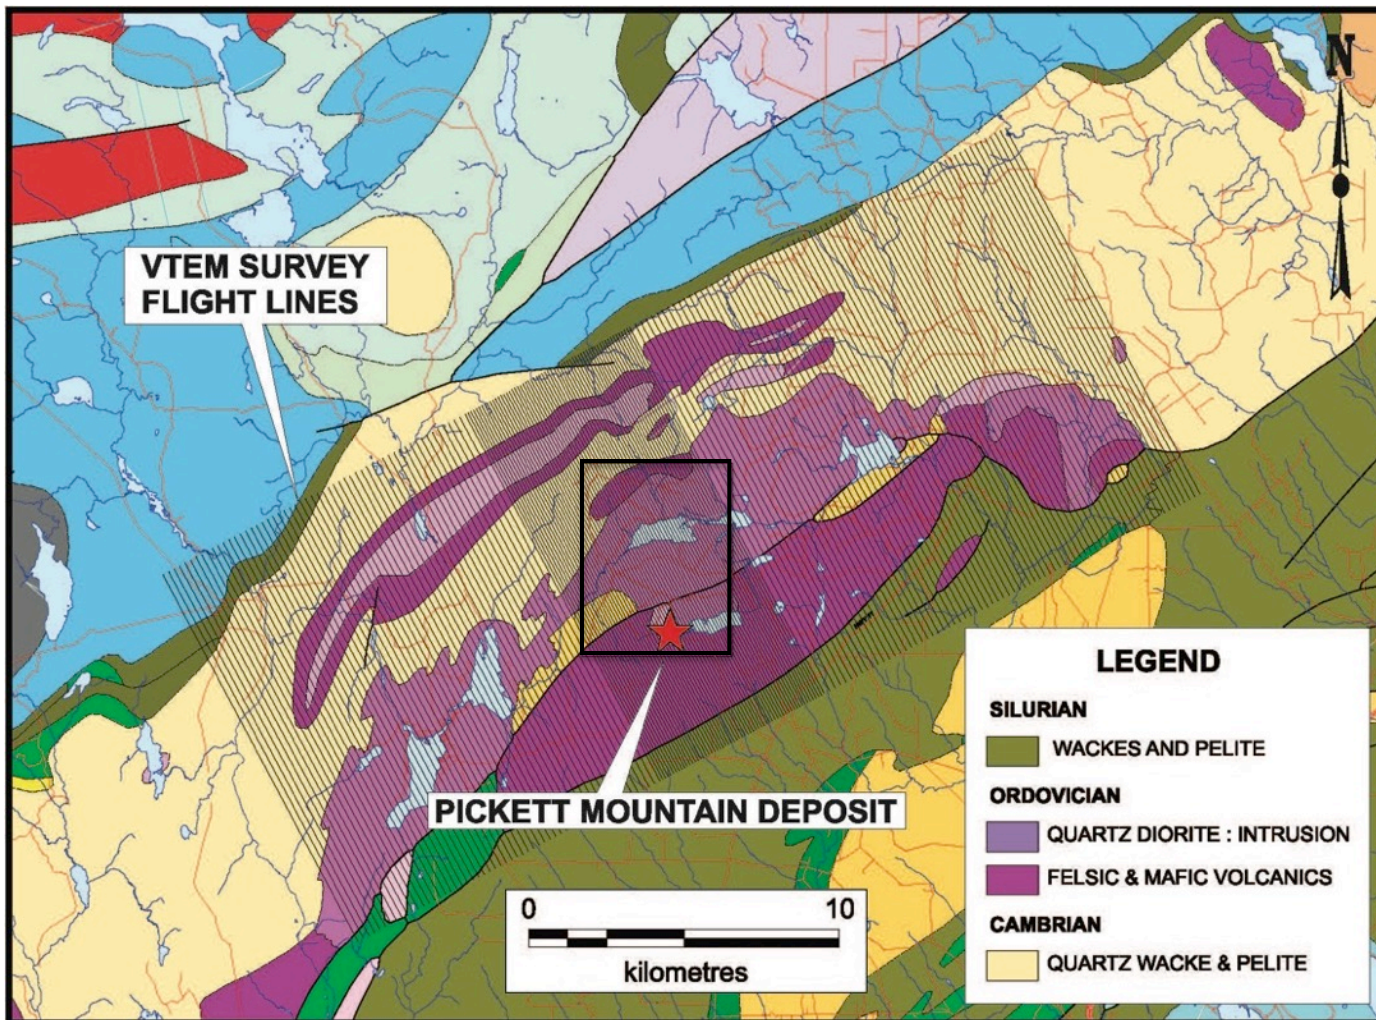 N
VTEM SURVEY
FLIGHT LINES
PICKETT MOUNTAIN DEPOSIT
0 10
kilometres
LEGEND
SILURIAN
WACKES AND PELITE
ORDOVICIAN
QUARTZ DIORITE : INTRUSION
FELSIC & MAFIC VOLCANICS
CAMBRIAN
QUARTZ WACKE & PELITE